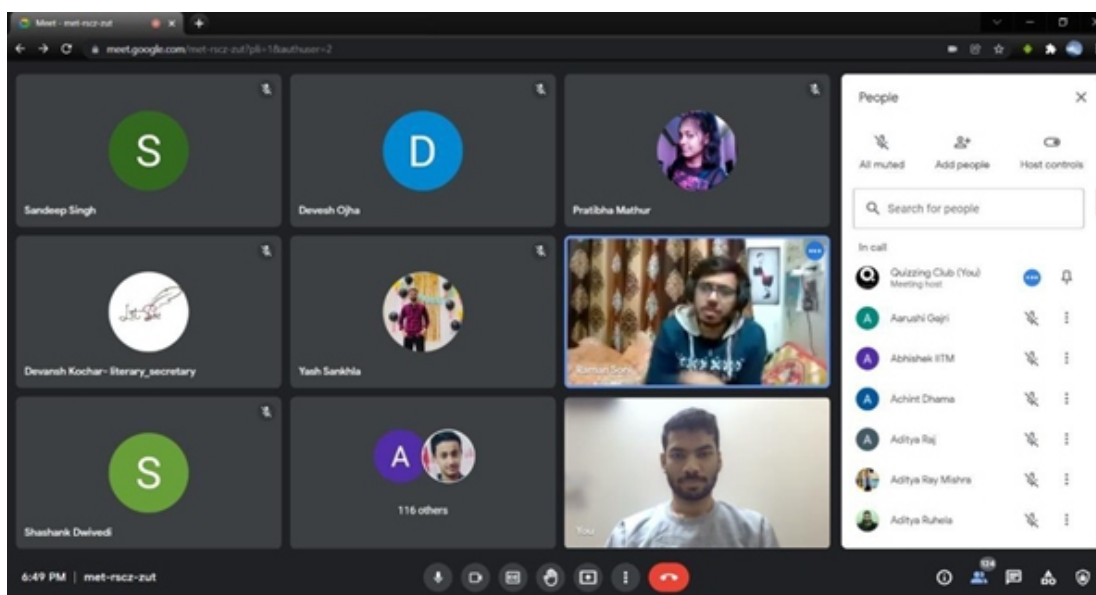 Meet - met-rscz-zut
meet.google.com/met-rscz-zut?pli=1&authuser=2
S
Sandeep Singh
D
Devesh Ojha
Pratibha Mathur
Devansh Kochar- literary_secretary
Yash Sankhla
Raman Soni
S
Shashank Dwivedi
A
116 others
You
People
All muted
Add people
Host controls
Search for people
In call
Quizzing Club (You)
Meeting host
A
Aarushi Gajri
A
Abhishek IITM
A
Achint Dhama
A
Aditya Raj
Aditya Ray Mishra
Aditya Ruhela
6:49 PM | met-rscz-zut
124